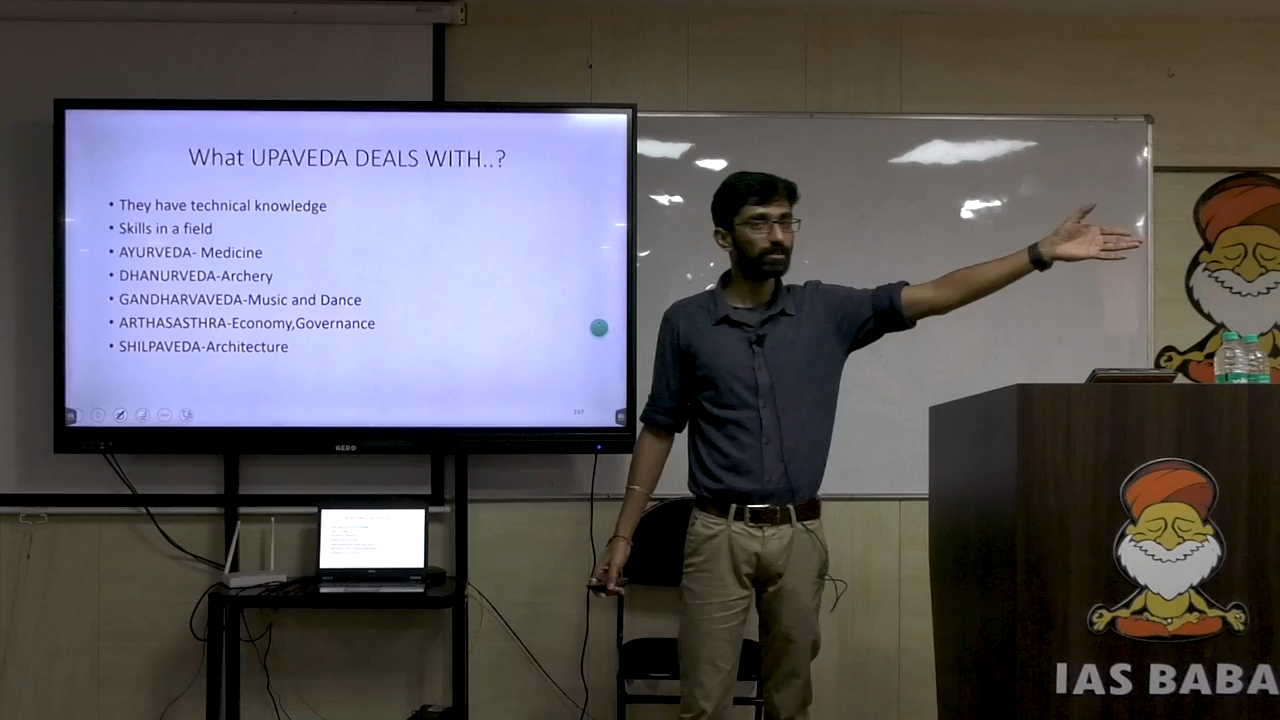 What UPAVEDA DEALS WITH..?
• They have technical knowledge
• Skills in a field
• AYURVEDA- Medicine
• DHANURVEDA-Archery
• GANDHARVAVEDA-Music and Dance
• ARTHASASTHRA-Economy,Governance
• SHILPAVEDA-Architecture
AERO
IAS BABA